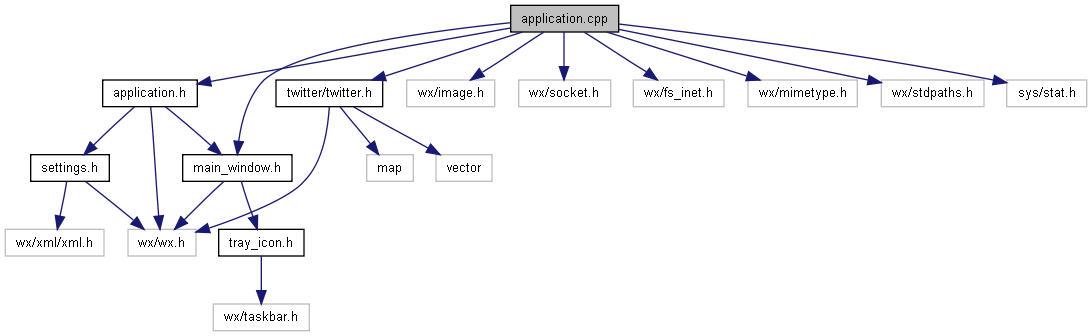 application.cpp
application.h
twitter/twitter.h
wx/image.h
wx/socket.h
wx/fs_inet.h
wx/mimetype.h
wx/stdpaths.h
sys/stat.h
settings.h
main_window.h
map
vector
wx/xml/xml.h
wx/wx.h
tray_icon.h
wx/taskbar.h